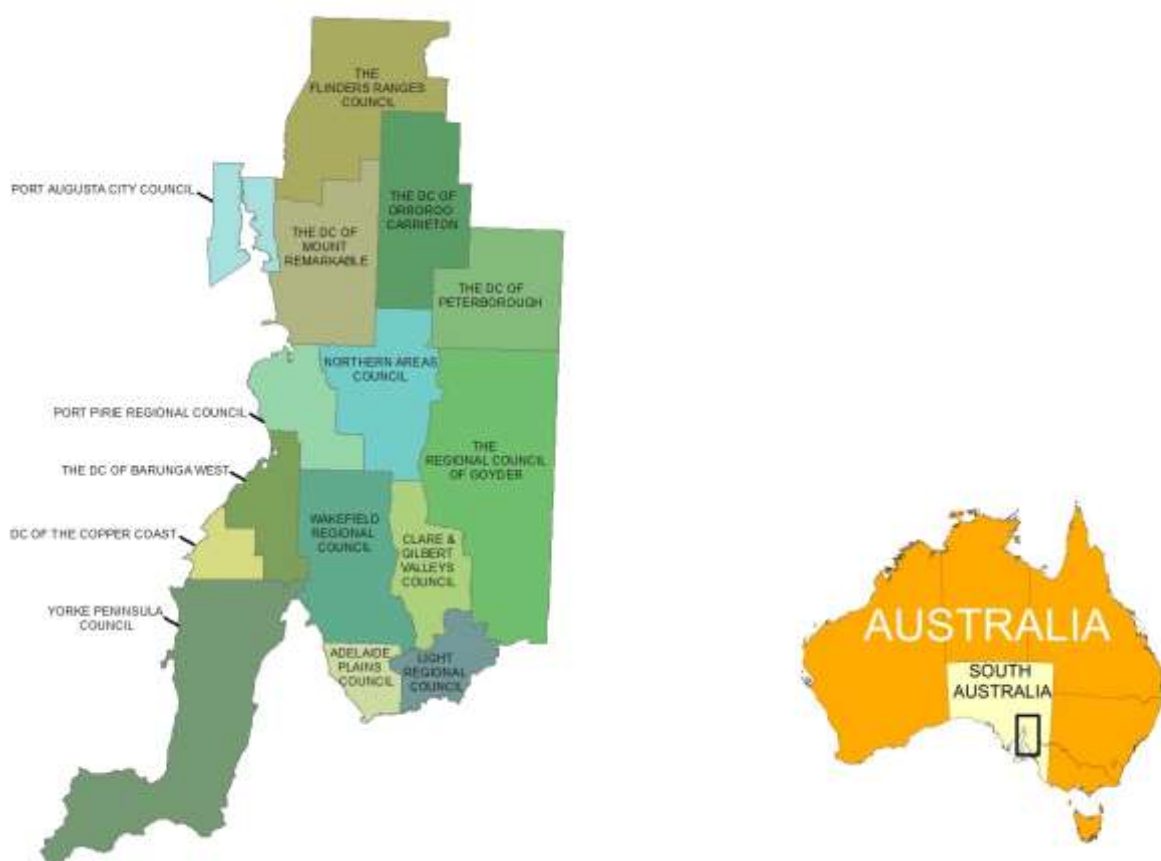 THE
FLINDERS RANGES
COUNCIL
PORT AUGUSTA CITY COUNCIL
THE DC OF
ORROROO
CARRIETON
THE DC OF
MOUNT
REMARKABLE
THE DC OF
PETERBOROUGH
NORTHERN AREAS
COUNCIL
PORT PIRIE REGIONAL COUNCIL
THE
REGIONAL COUNCIL
OF GOYDER
THE DC OF BARUNGA WEST
DC OF THE COPPER COAST
WAKEFIELD
REGIONAL
COUNCIL
CLARE &
GILBERT
VALLEYS
COUNCIL
YORKE PENINSULA
COUNCIL
ADELAIDE
PLAINS
COUNCIL
LIGHT
REGIONAL
COUNCIL
AUSTRALIA
SOUTH
AUSTRALIA